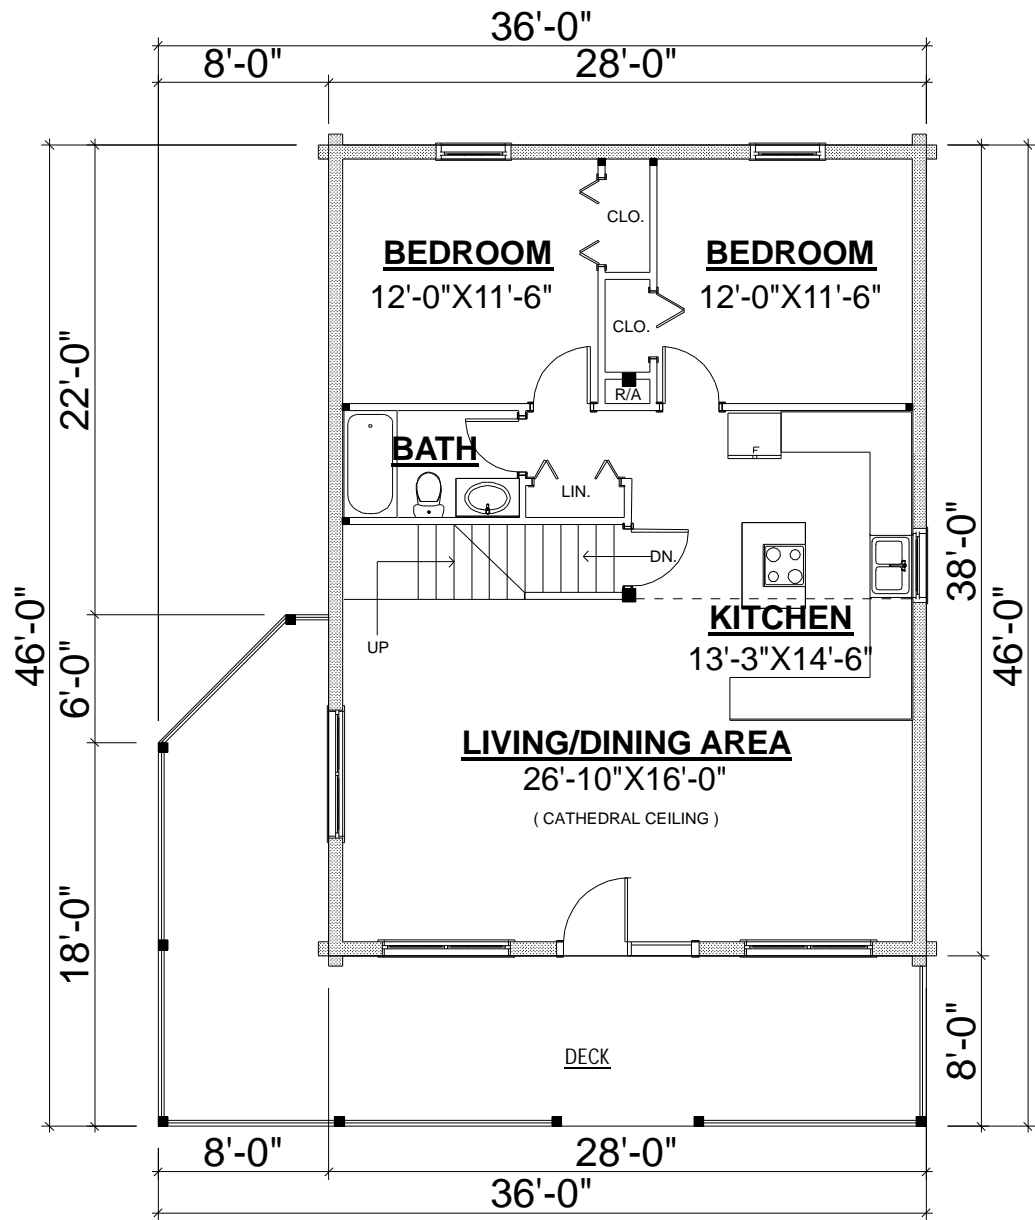 36'-0"
8'-0"
28'-0"
CLO.
BEDROOM
12'-0"X11'-6"
BEDROOM
12'-0"X11'-6"
CLO.
R/A
22'-0"
BATH
F
LIN.
DN.
38'-0"
46'-0"
46'-0"
6'-0"
UP
KITCHEN
13'-3"X14'-6"
LIVING/DINING AREA
26'-10"X16'-0"
( CATHEDRAL CEILING )
18'-0"
DECK
8'-0"
8'-0"
28'-0"
36'-0"